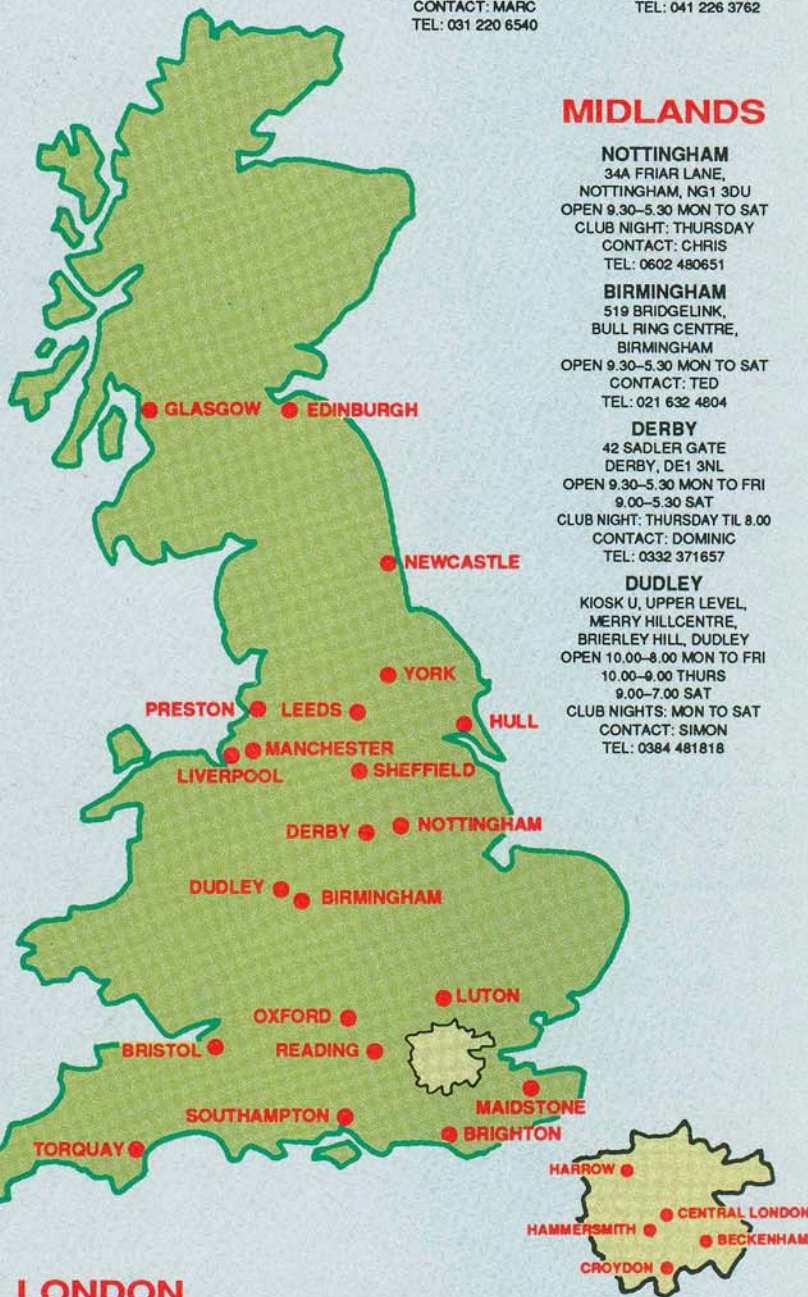 CONTACT: MARC
TEL: 031 220 6540
TEL: 041 226 3762
MIDLANDS
NOTTINGHAM
34A FRIAR LANE,
NOTTINGHAM, NG1 3DU
OPEN 9.30–5.30 MON TO SAT
CLUB NIGHT: THURSDAY
CONTACT: CHRIS
TEL: 0602 480651
BIRMINGHAM
519 BRIDGELINK,
BULL RING CENTRE,
BIRMINGHAM
OPEN 9.30–5.30 MON TO SAT
CONTACT: TED
TEL: 021 632 4804
DERBY
42 SADLER GATE
DERBY, DE1 3NL
OPEN 9.30–5.30 MON TO FRI
9.00–5.30 SAT
CLUB NIGHT: THURSDAY TIL 8.00
CONTACT: DOMINIC
TEL: 0332 371657
DUDLEY
KIOSK U, UPPER LEVEL,
MERRY HILLCENTRE,
BRIERLEY HILL, DUDLEY
OPEN 10.00–8.00 MON TO FRI
10.00–9.00 THURS
9.00–7.00 SAT
CLUB NIGHTS: MON TO SAT
CONTACT: SIMON
TEL: 0384 481818
GLASGOW
EDINBURGH
NEWCASTLE
YORK
PRESTON
LEEDS
HULL
MANCHESTER
LIVERPOOL
SHEFFIELD
DERBY
NOTTINGHAM
DUDLEY
BIRMINGHAM
LUTON
OXFORD
BRISTOL
READING
MAIDSTONE
SOUTHAMPTON
BRIGHTON
TORQUAY
HARROW
CENTRAL LONDON
HAMMERSMITH
BECKENHAM
CROYDON
LONDON